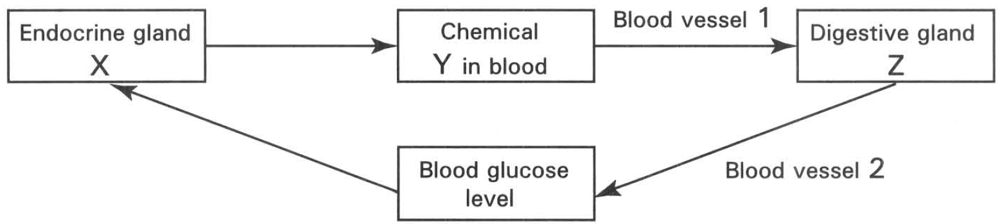 Endocrine gland
X
Chemical
Y in blood
Blood vessel 1
Digestive gland
Z
Blood glucose
level
Blood vessel 2